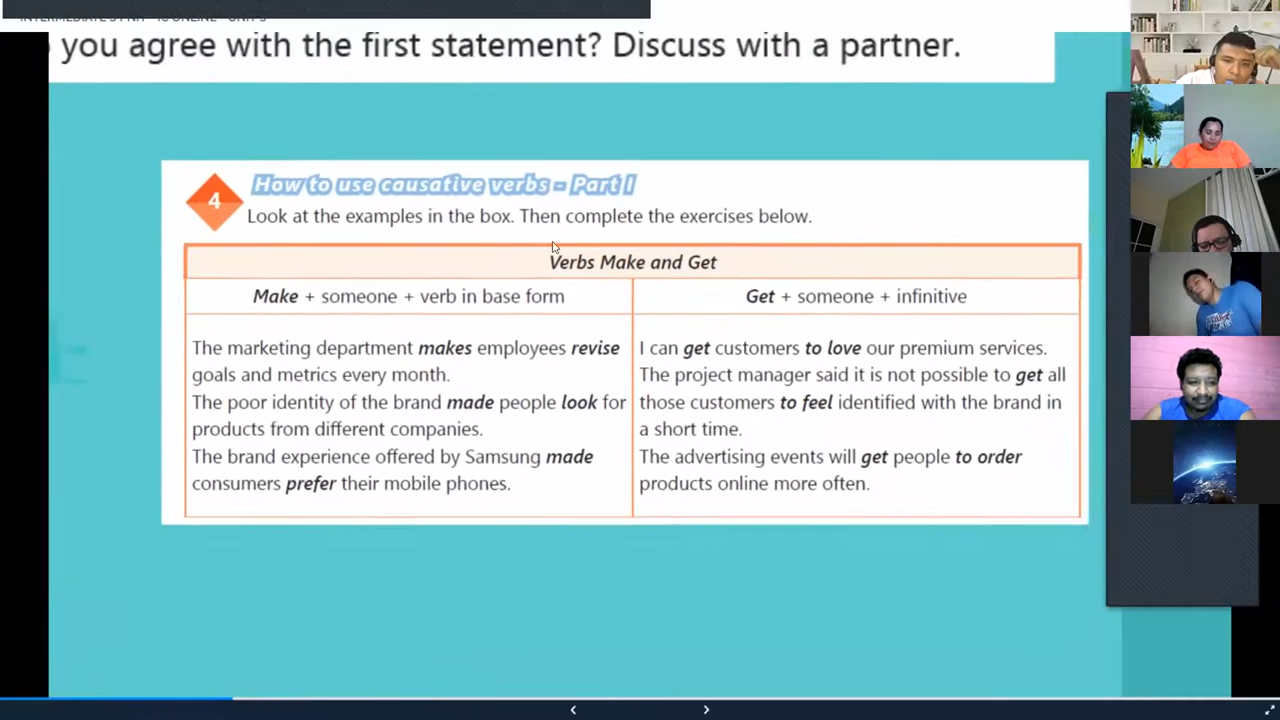 you agree with the first statement? Discuss with a partner.
4
How to use causative verbs - Part I
Look at the examples in the box. Then complete the exercises below.
Verbs Make and Get
Make + someone + verb in base form
The marketing department makes employees revise
goals and metrics every month.
The poor identity of the brand made people look for
products from different companies.
The brand experience offered by Samsung made
consumers prefer their mobile phones.
Get + someone + infinitive
I can get customers to love our premium services.
The project manager said it is not possible to get all
those customers to feel identified with the brand in
a short time.
The advertising events will get people to order
products online more often.